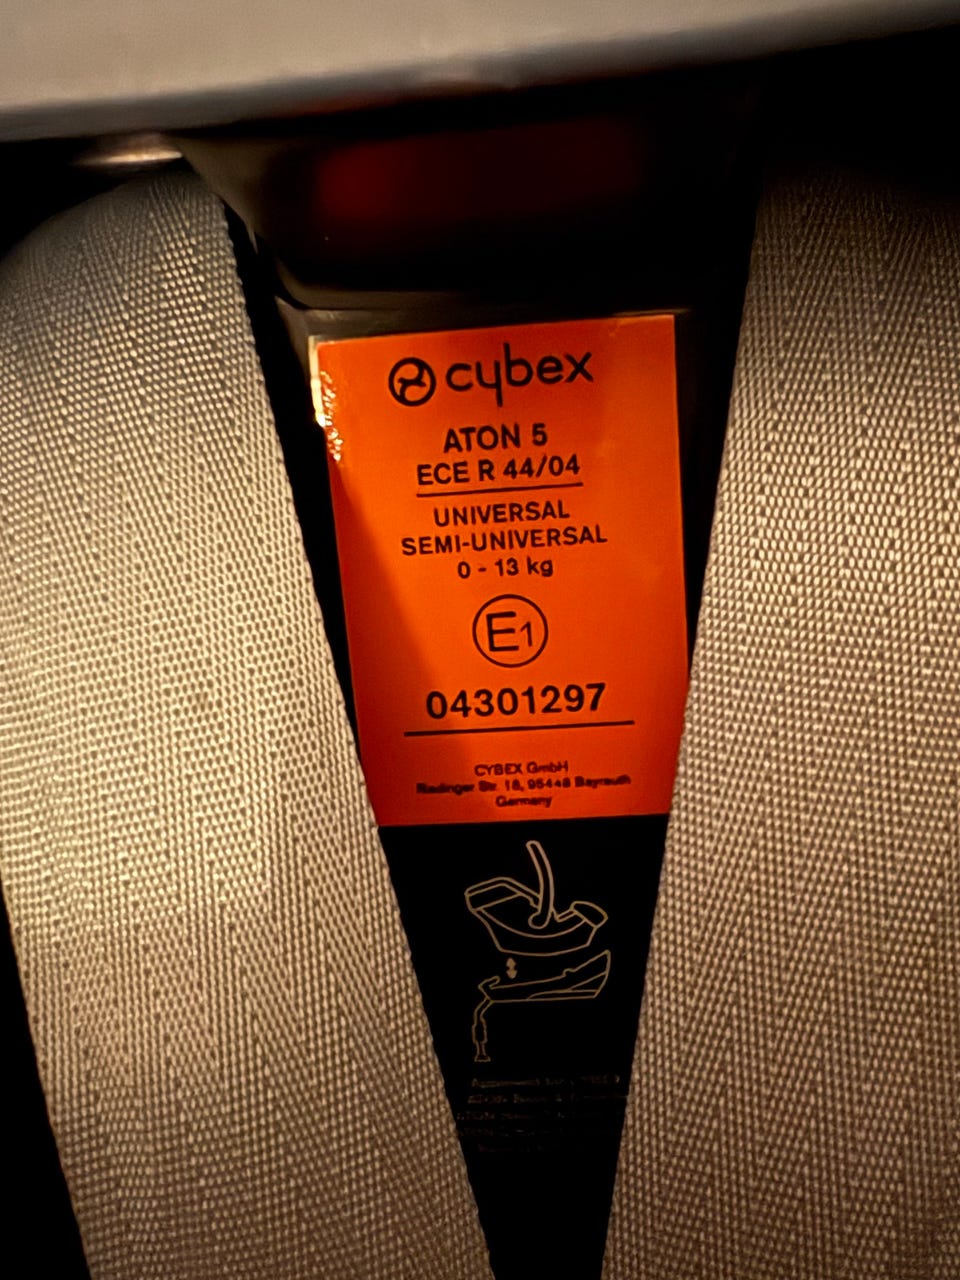 cybex
ATON 5
ECE R 44/04
UNIVERSAL
SEMI-UNIVERSAL
0 - 13 kg
E1
04301297
CYBEX GmbH
Riedinger Str. 18, 95448 Bayreuth
Germany